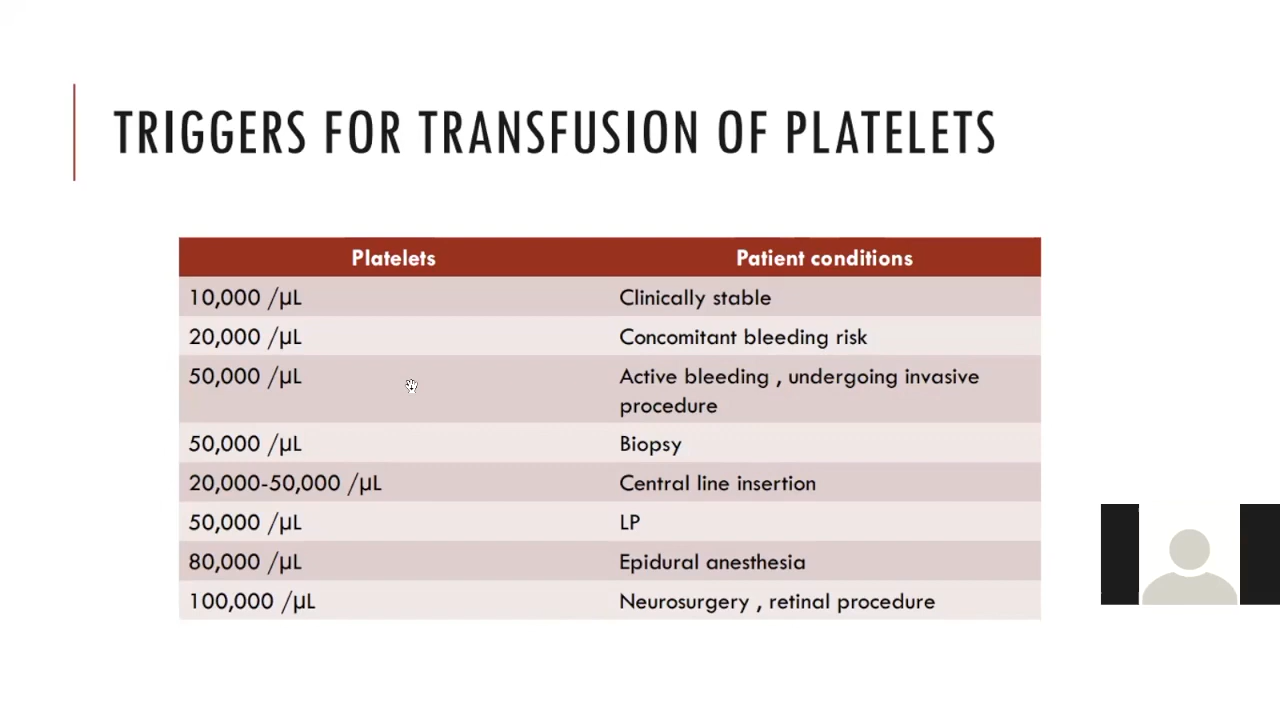 TRIGGERS FOR TRANSFUSION OF PLATELETS
Platelets Patient conditions
10,000 /µL Clinically stable
20,000 /µL Concomitant bleeding risk
50,000 /µL Active bleeding , undergoing invasive
procedure
50,000 /µL Biopsy
20,000-50,000 /µL Central line insertion
50,000 /µL LP
80,000 /µL Epidural anesthesia
100,000 /µL Neurosurgery , retinal procedure